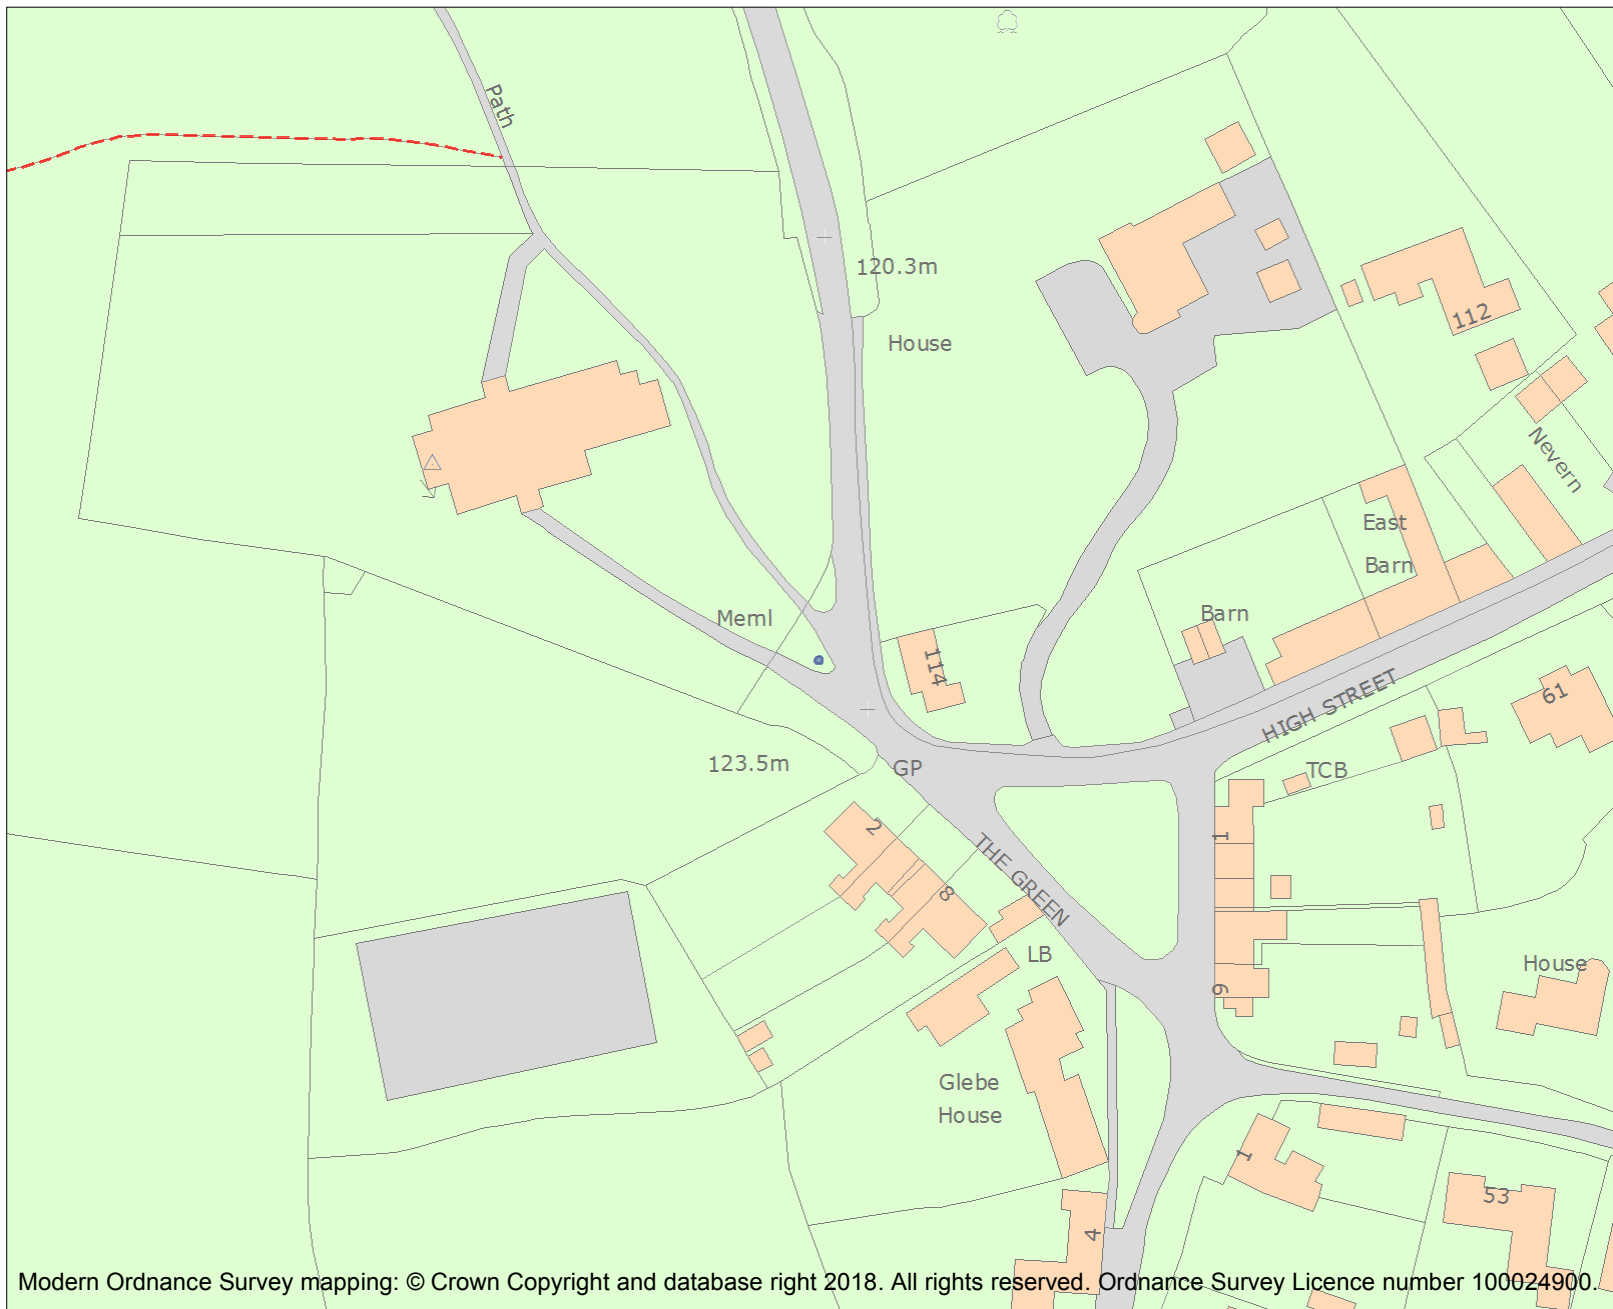 Path
120.3m
House
112
Nevern
East
Barn
Barn
Meml
114
HIGH STREET
61
123.5m
GP
TCB
2
1
THE GREEN
8
LB
House
9
Glebe
House
1
53
4
Modern Ordnance Survey mapping: © Crown Copyright and database right 2018. All rights reserved. Ordnance Survey Licence number 100024900.